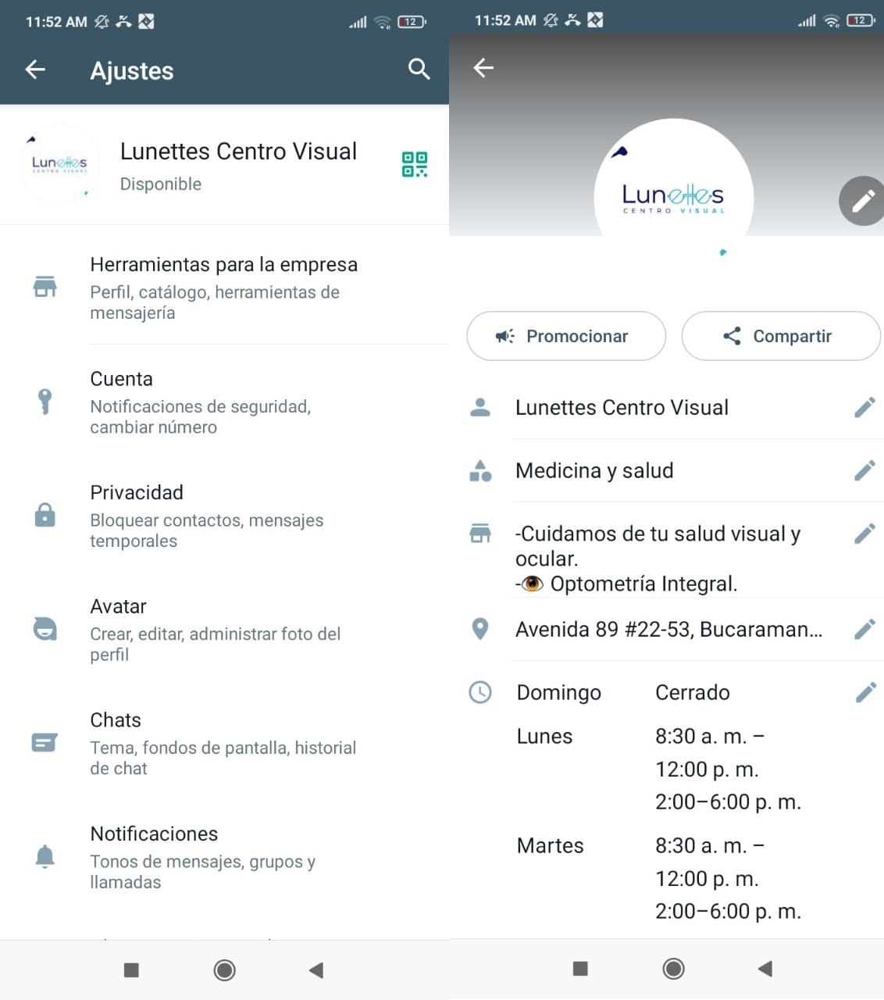 11:52 AM
12
Ajustes
Lunettes
CENTRO VISUAL
Lunettes Centro Visual
Disponible
Herramientas para la empresa
Perfil, catálogo, herramientas de
mensajería
Cuenta
Notificaciones de seguridad,
cambiar número
Privacidad
Bloquear contactos, mensajes
temporales
Avatar
Crear, editar, administrar foto del
perfil
Chats
Tema, fondos de pantalla, historial
de chat
Notificaciones
Tonos de mensajes, grupos y
llamadas
11:52 AM
12
Lunettes
CENTRO VISUAL
Promocionar
Compartir
Lunettes Centro Visual
Medicina y salud
-Cuidamos de tu salud visual y
ocular.
-👁 Optometría Integral.
Avenida 89 #22-53, Bucaraman...
Domingo Cerrado
Lunes 8:30 a. m. –
12:00 p. m.
2:00–6:00 p. m.
Martes 8:30 a. m. –
12:00 p. m.
2:00–6:00 p. m.